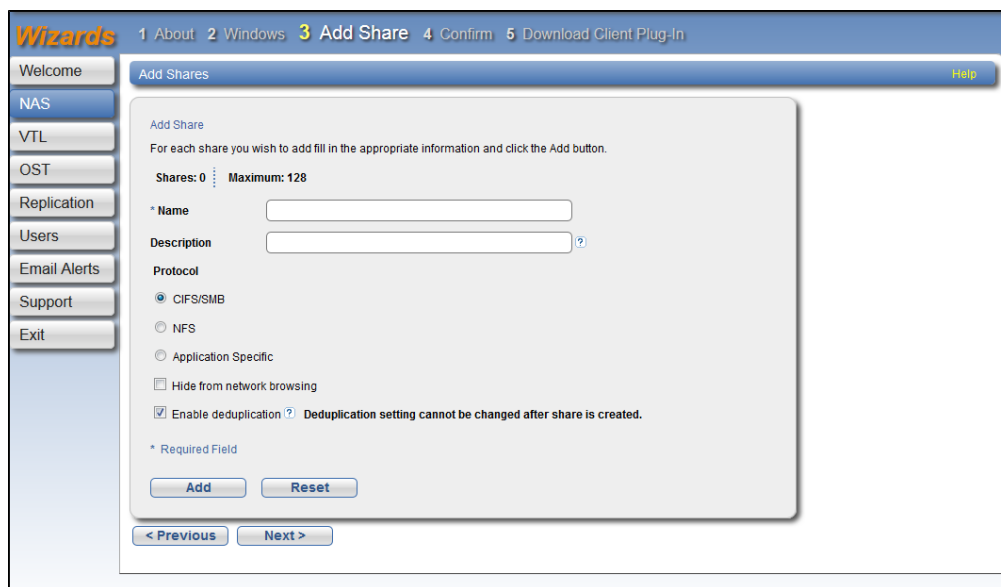 Wizards
1 About 2 Windows 3 Add Share 4 Confirm 5 Download Client Plug-In
Welcome
NAS
VTL
OST
Replication
Users
Email Alerts
Support
Exit
Add Shares
Help
Add Share
For each share you wish to add fill in the appropriate information and click the Add button.
Shares: 0 Maximum: 128
* Name
Description ?
Protocol
CIFS/SMB
NFS
Application Specific
Hide from network browsing
Enable deduplication ? Deduplication setting cannot be changed after share is created.
* Required Field
Add Reset
< Previous Next >